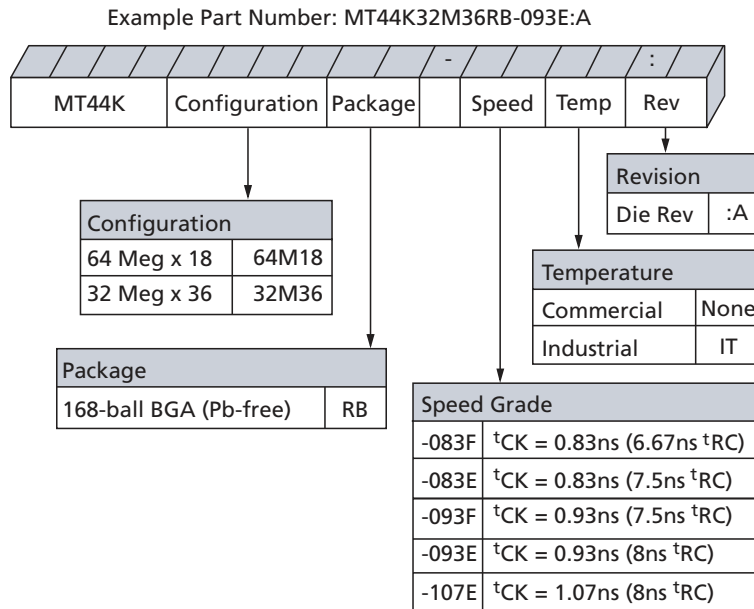 Example Part Number: MT44K32M36RB-093E:A
- :
MT44K Configuration Package Speed Temp Rev
Revision
Die Rev :A
Configuration
64 Meg x 18 64M18
32 Meg x 36 32M36
Temperature
Commercial None
Industrial IT
Package
168-ball BGA (Pb-free) RB
Speed Grade
-083F tCK = 0.83ns (6.67ns tRC)
-083E tCK = 0.83ns (7.5ns tRC)
-093F tCK = 0.93ns (7.5ns tRC)
-093E tCK = 0.93ns (8ns tRC)
-107E tCK = 1.07ns (8ns tRC)